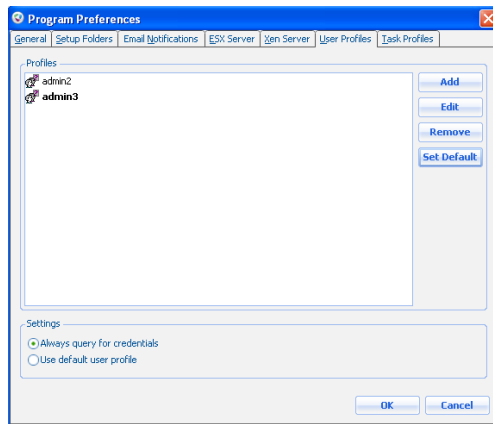 Program Preferences
General Setup Folders Email Notifications ESX Server Xen Server User Profiles Task Profiles
Profiles
admin2
admin3
Add
Edit
Remove
Set Default
Settings
Always query for credentials
Use default user profile
OK Cancel